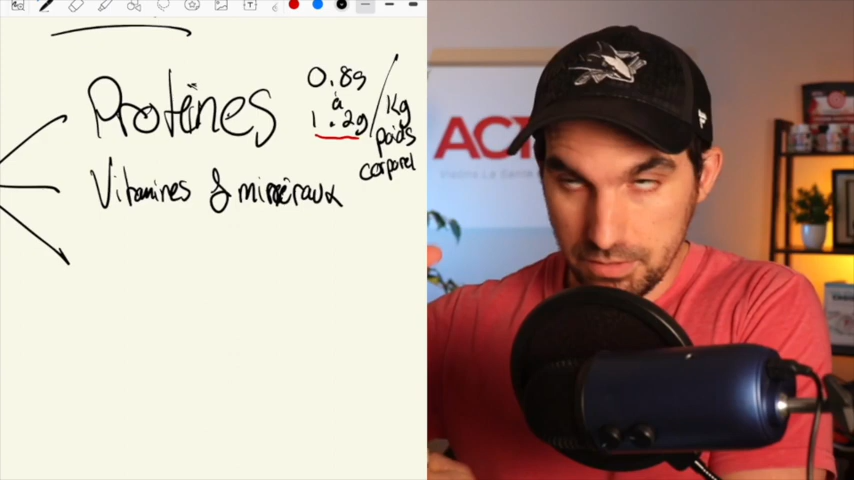 Protéines
0.8g
à
1.2g
/Kg
poids
corporel
Vitamines & minéraux
ACT